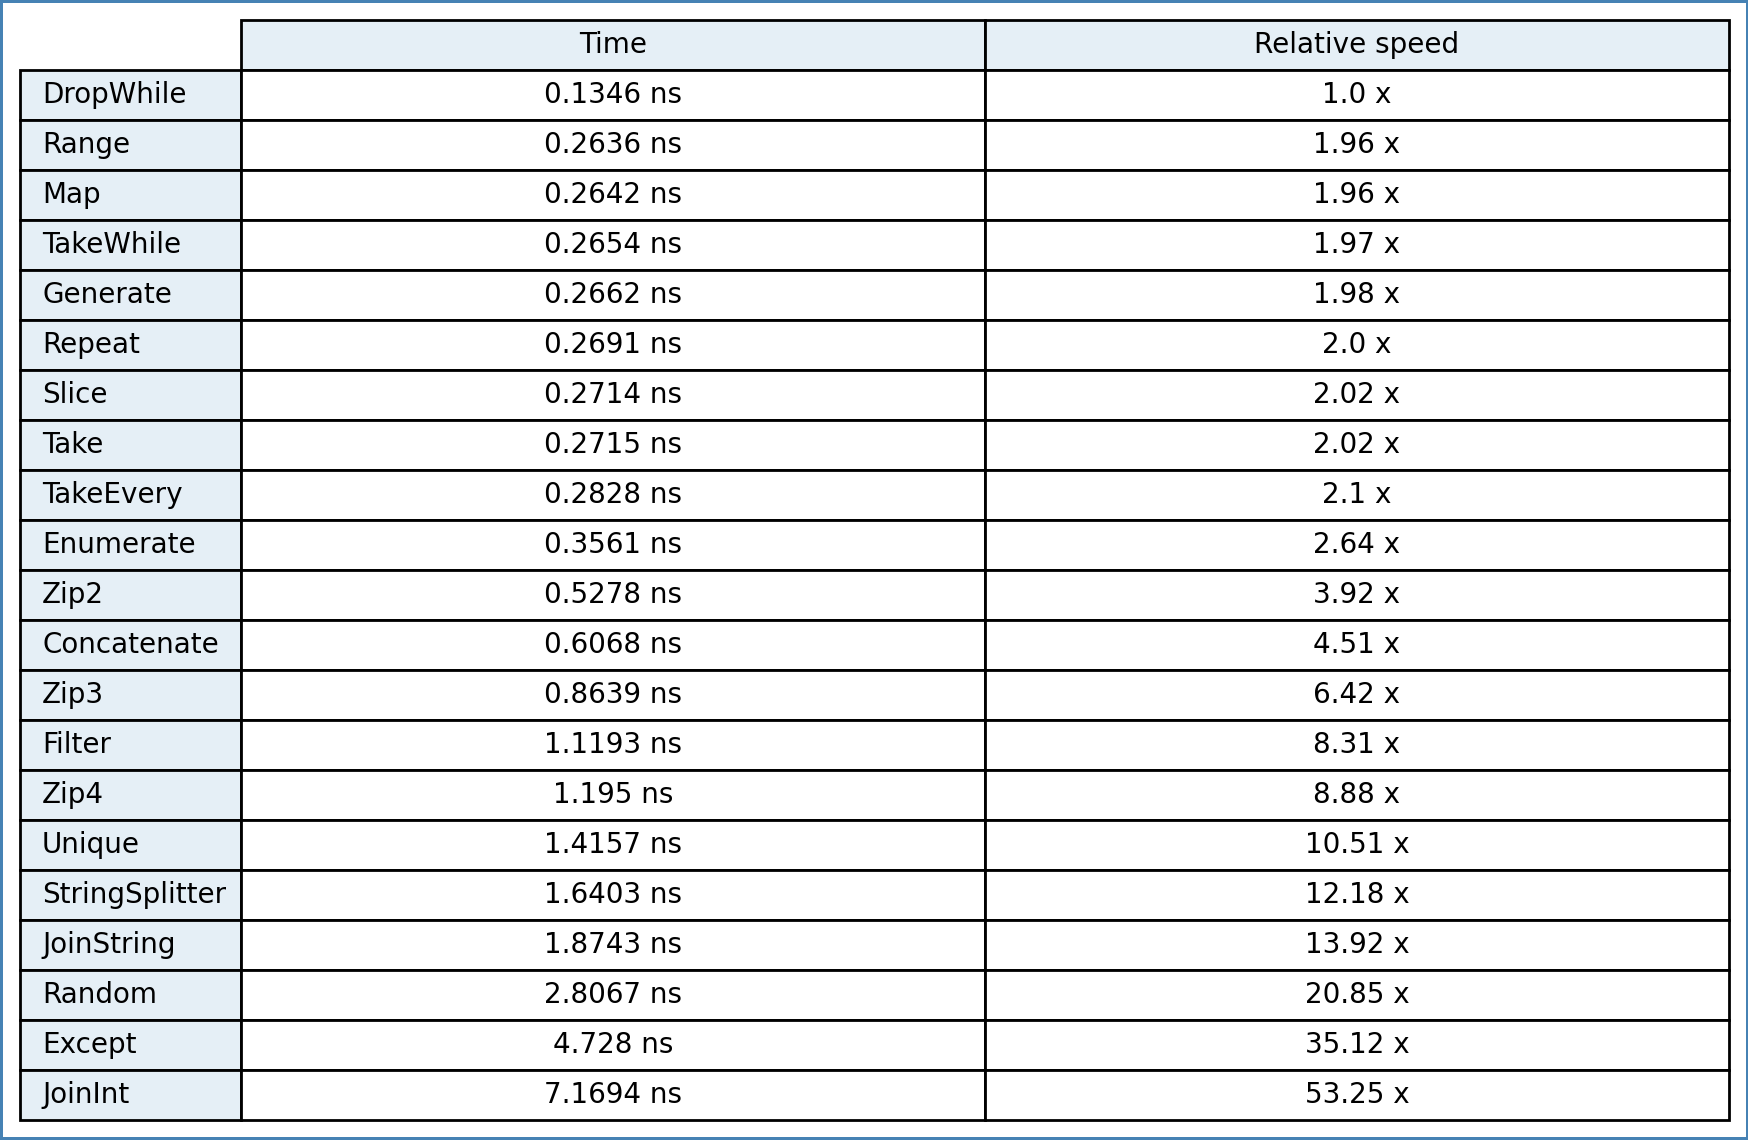 Time Relative speed
DropWhile 0.1346 ns 1.0 x
Range 0.2636 ns 1.96 x
Map 0.2642 ns 1.96 x
TakeWhile 0.2654 ns 1.97 x
Generate 0.2662 ns 1.98 x
Repeat 0.2691 ns 2.0 x
Slice 0.2714 ns 2.02 x
Take 0.2715 ns 2.02 x
TakeEvery 0.2828 ns 2.1 x
Enumerate 0.3561 ns 2.64 x
Zip2 0.5278 ns 3.92 x
Concatenate 0.6068 ns 4.51 x
Zip3 0.8639 ns 6.42 x
Filter 1.1193 ns 8.31 x
Zip4 1.195 ns 8.88 x
Unique 1.4157 ns 10.51 x
StringSplitter 1.6403 ns 12.18 x
JoinString 1.8743 ns 13.92 x
Random 2.8067 ns 20.85 x
Except 4.728 ns 35.12 x
JoinInt 7.1694 ns 53.25 x